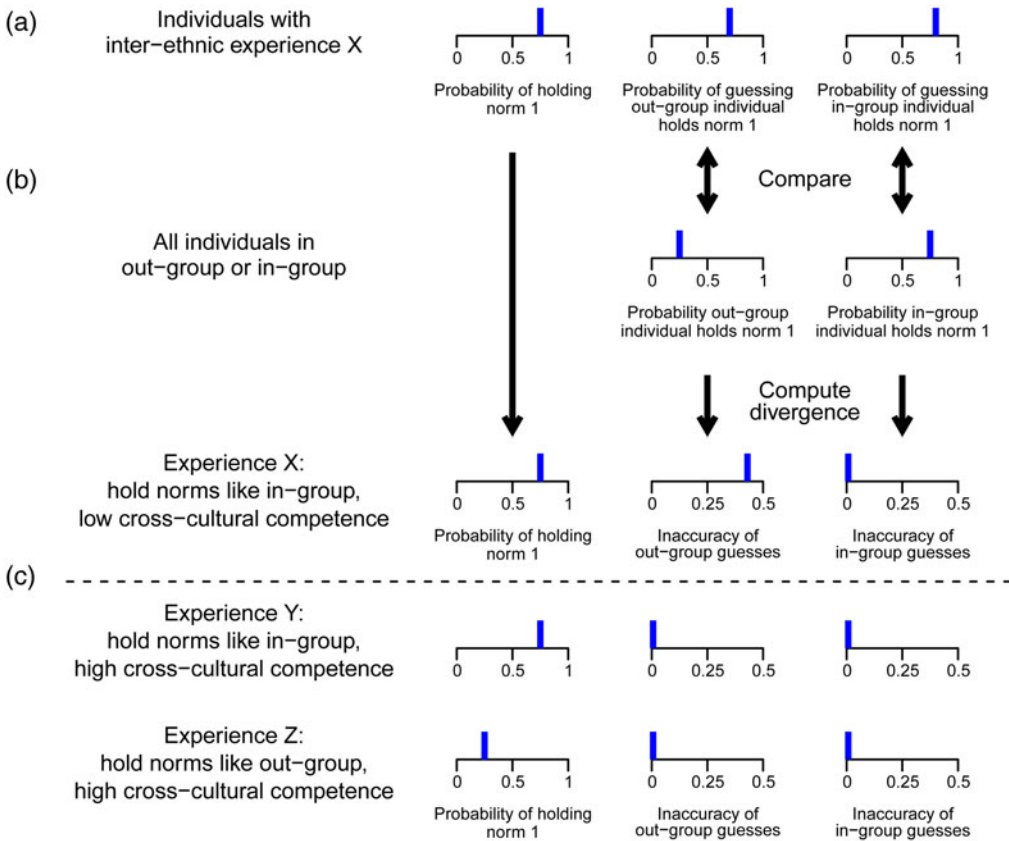 (a)
Individuals with
inter−ethnic experience X
0 0.5 1
Probability of holding
norm 1
0 0.5 1
Probability of guessing
out−group individual
holds norm 1
0 0.5 1
Probability of guessing
in−group individual
holds norm 1
(b)
Compare
All individuals in
out−group or in−group
0 0.5 1
Probability out−group
individual holds norm 1
0 0.5 1
Probability in−group
individual holds norm 1
Compute
divergence
Experience X:
hold norms like in−group,
low cross−cultural competence
0 0.5 1
Probability of holding
norm 1
0 0.25 0.5
Inaccuracy of
out−group guesses
0 0.25 0.5
Inaccuracy of
in−group guesses
(c)
Experience Y:
hold norms like in−group,
high cross−cultural competence
0 0.5 1
0 0.25 0.5
0 0.25 0.5
Experience Z:
hold norms like out−group,
high cross−cultural competence
0 0.5 1
Probability of holding
norm 1
0 0.25 0.5
Inaccuracy of
out−group guesses
0 0.25 0.5
Inaccuracy of
in−group guesses